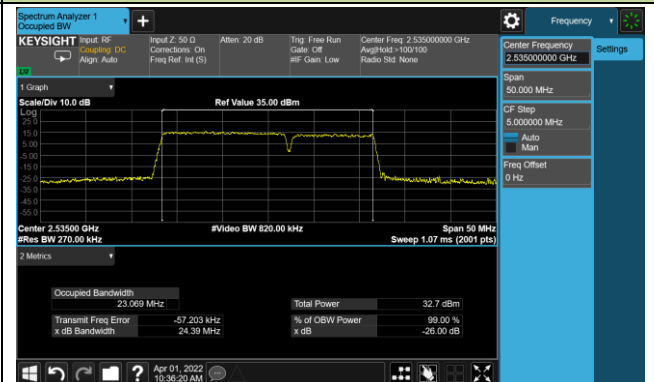 Spectrum Analyzer 1
Occupied BW
Frequency
KEYSIGHT Input: RF
Coupling: DC
Align: Auto
Input Z: 50 Ω
Corrections: On
Freq Ref: Int (S)
Atten: 20 dB
Trig: Free Run
Gate: Off
#IF Gain: Low
Center Freq: 2.535000000 GHz
Avg|Hold:>100/100
Radio Std: None
Center Frequency
2.535000000 GHz
Settings
Span
50.000 MHz
CF Step
5.000000 MHz
Auto
Man
Freq Offset
0 Hz
1 Graph
Scale/Div 10.0 dB
Ref Value 35.00 dBm
Log
25.0
15.0
5.00
-5.00
-15.0
-25.0
-35.0
-45.0
-55.0
Center 2.53500 GHz
#Video BW 820.00 kHz
Span 50 MHz
#Res BW 270.00 kHz
Sweep 1.07 ms (2001 pts)
2 Metrics
Occupied Bandwidth
23.069 MHz
Total Power 32.7 dBm
Transmit Freq Error -57.203 kHz
% of OBW Power 99.00 %
x dB Bandwidth 24.39 MHz
x dB -26.00 dB
Apr 01, 2022
10:36:20 AM